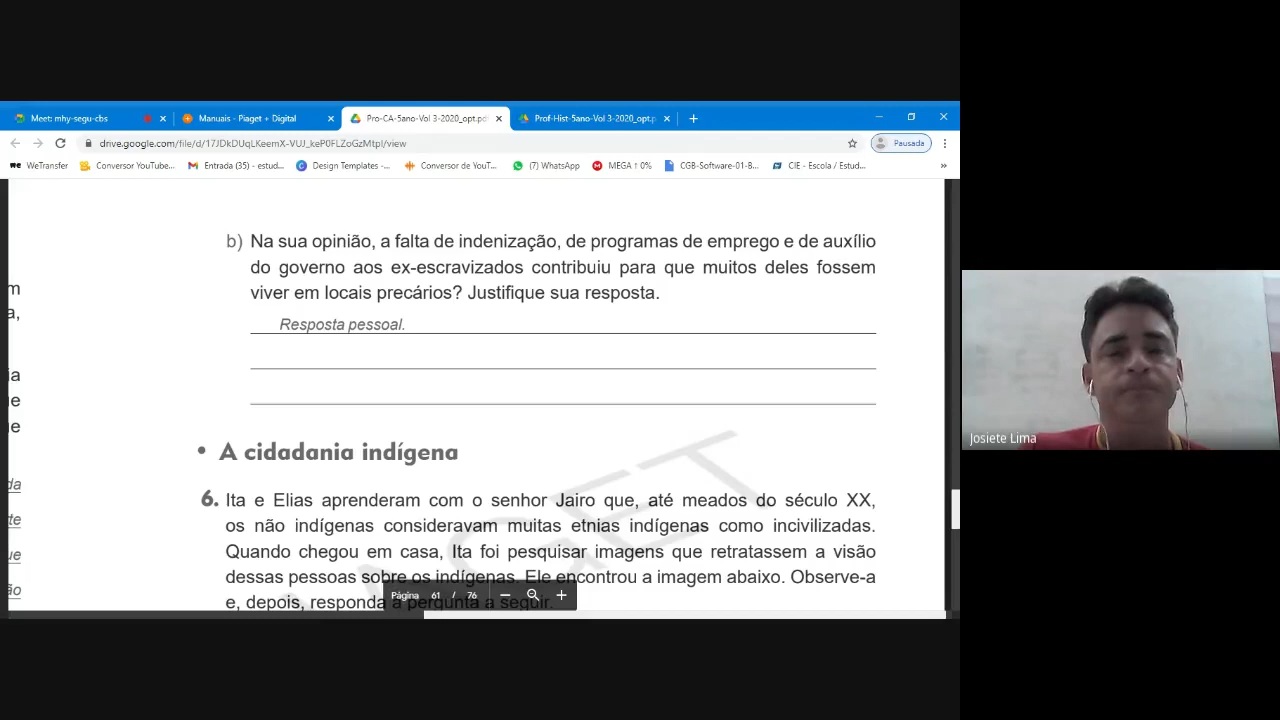 Meet: mhy-segu-cbs
Manuais - Piaget + Digital
Pro-CA-5ano-Vol 3-2020_opt.pd
Prof-Hist-5ano-Vol 3-2020_opt.p
drive.google.com/file/d/17JDkDUqLKeemX-VUJ_keP0FLZoGzMtpI/view
Pausada
WeTransfer
Conversor YouTube...
Entrada (35) - estud...
Design Templates -...
Conversor de YouT...
(7) WhatsApp
MEGA ↑ 0%
CGB-Software-01-B...
CIE - Escola / Estud...
»
b) Na sua opinião, a falta de indenização, de programas de emprego e de auxílio
do governo aos ex-escravizados contribuiu para que muitos deles fossem
viver em locais precários? Justifique sua resposta.
Resposta pessoal.
m
a,
ia
e
e
da
te
ue
ão
• A cidadania indígena
6. Ita e Elias aprenderam com o senhor Jairo que, até meados do século XX,
os não indígenas consideravam muitas etnias indígenas como incivilizadas.
Quando chegou em casa, Ita foi pesquisar imagens que retratassem a visão
dessas pessoas sobre os indígenas. Ele encontrou a imagem abaixo. Observe-a
e, depois, responda a pergunta a seguir.
Página 61 / 76
Josiete Lima